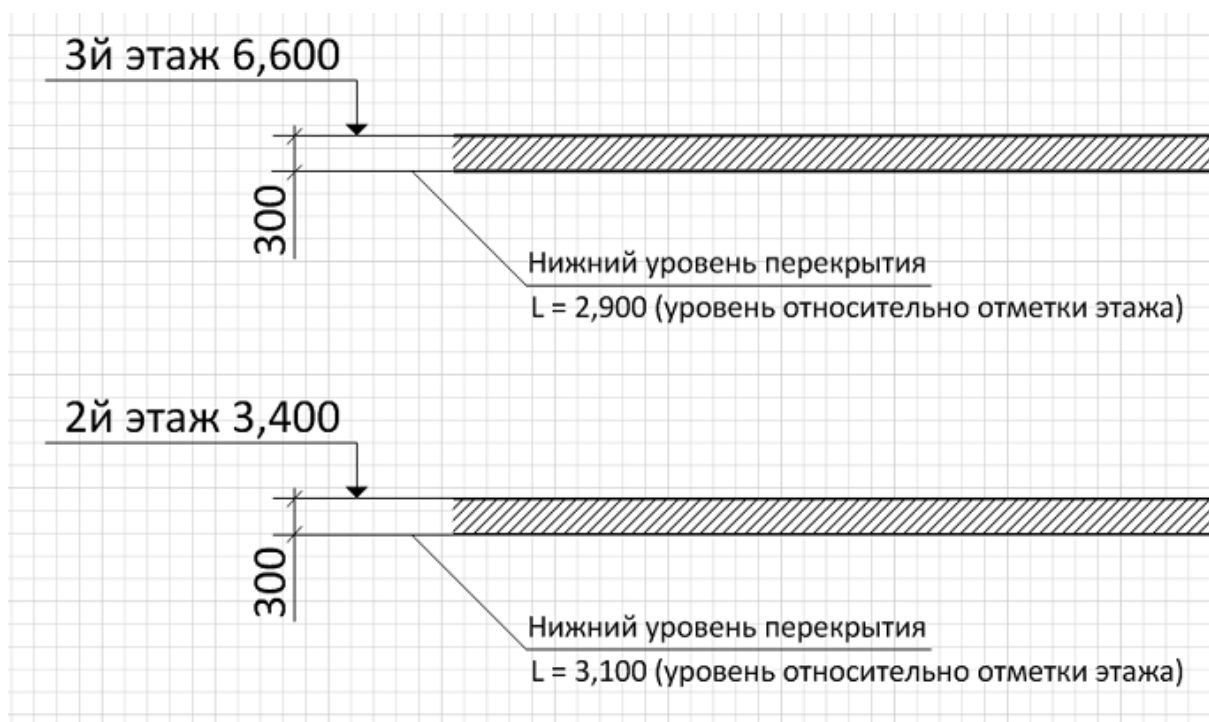 3й этаж 6,600
300
Нижний уровень перекрытия
L = 2,900 (уровень относительно отметки этажа)
2й этаж 3,400
300
Нижний уровень перекрытия
L = 3,100 (уровень относительно отметки этажа)